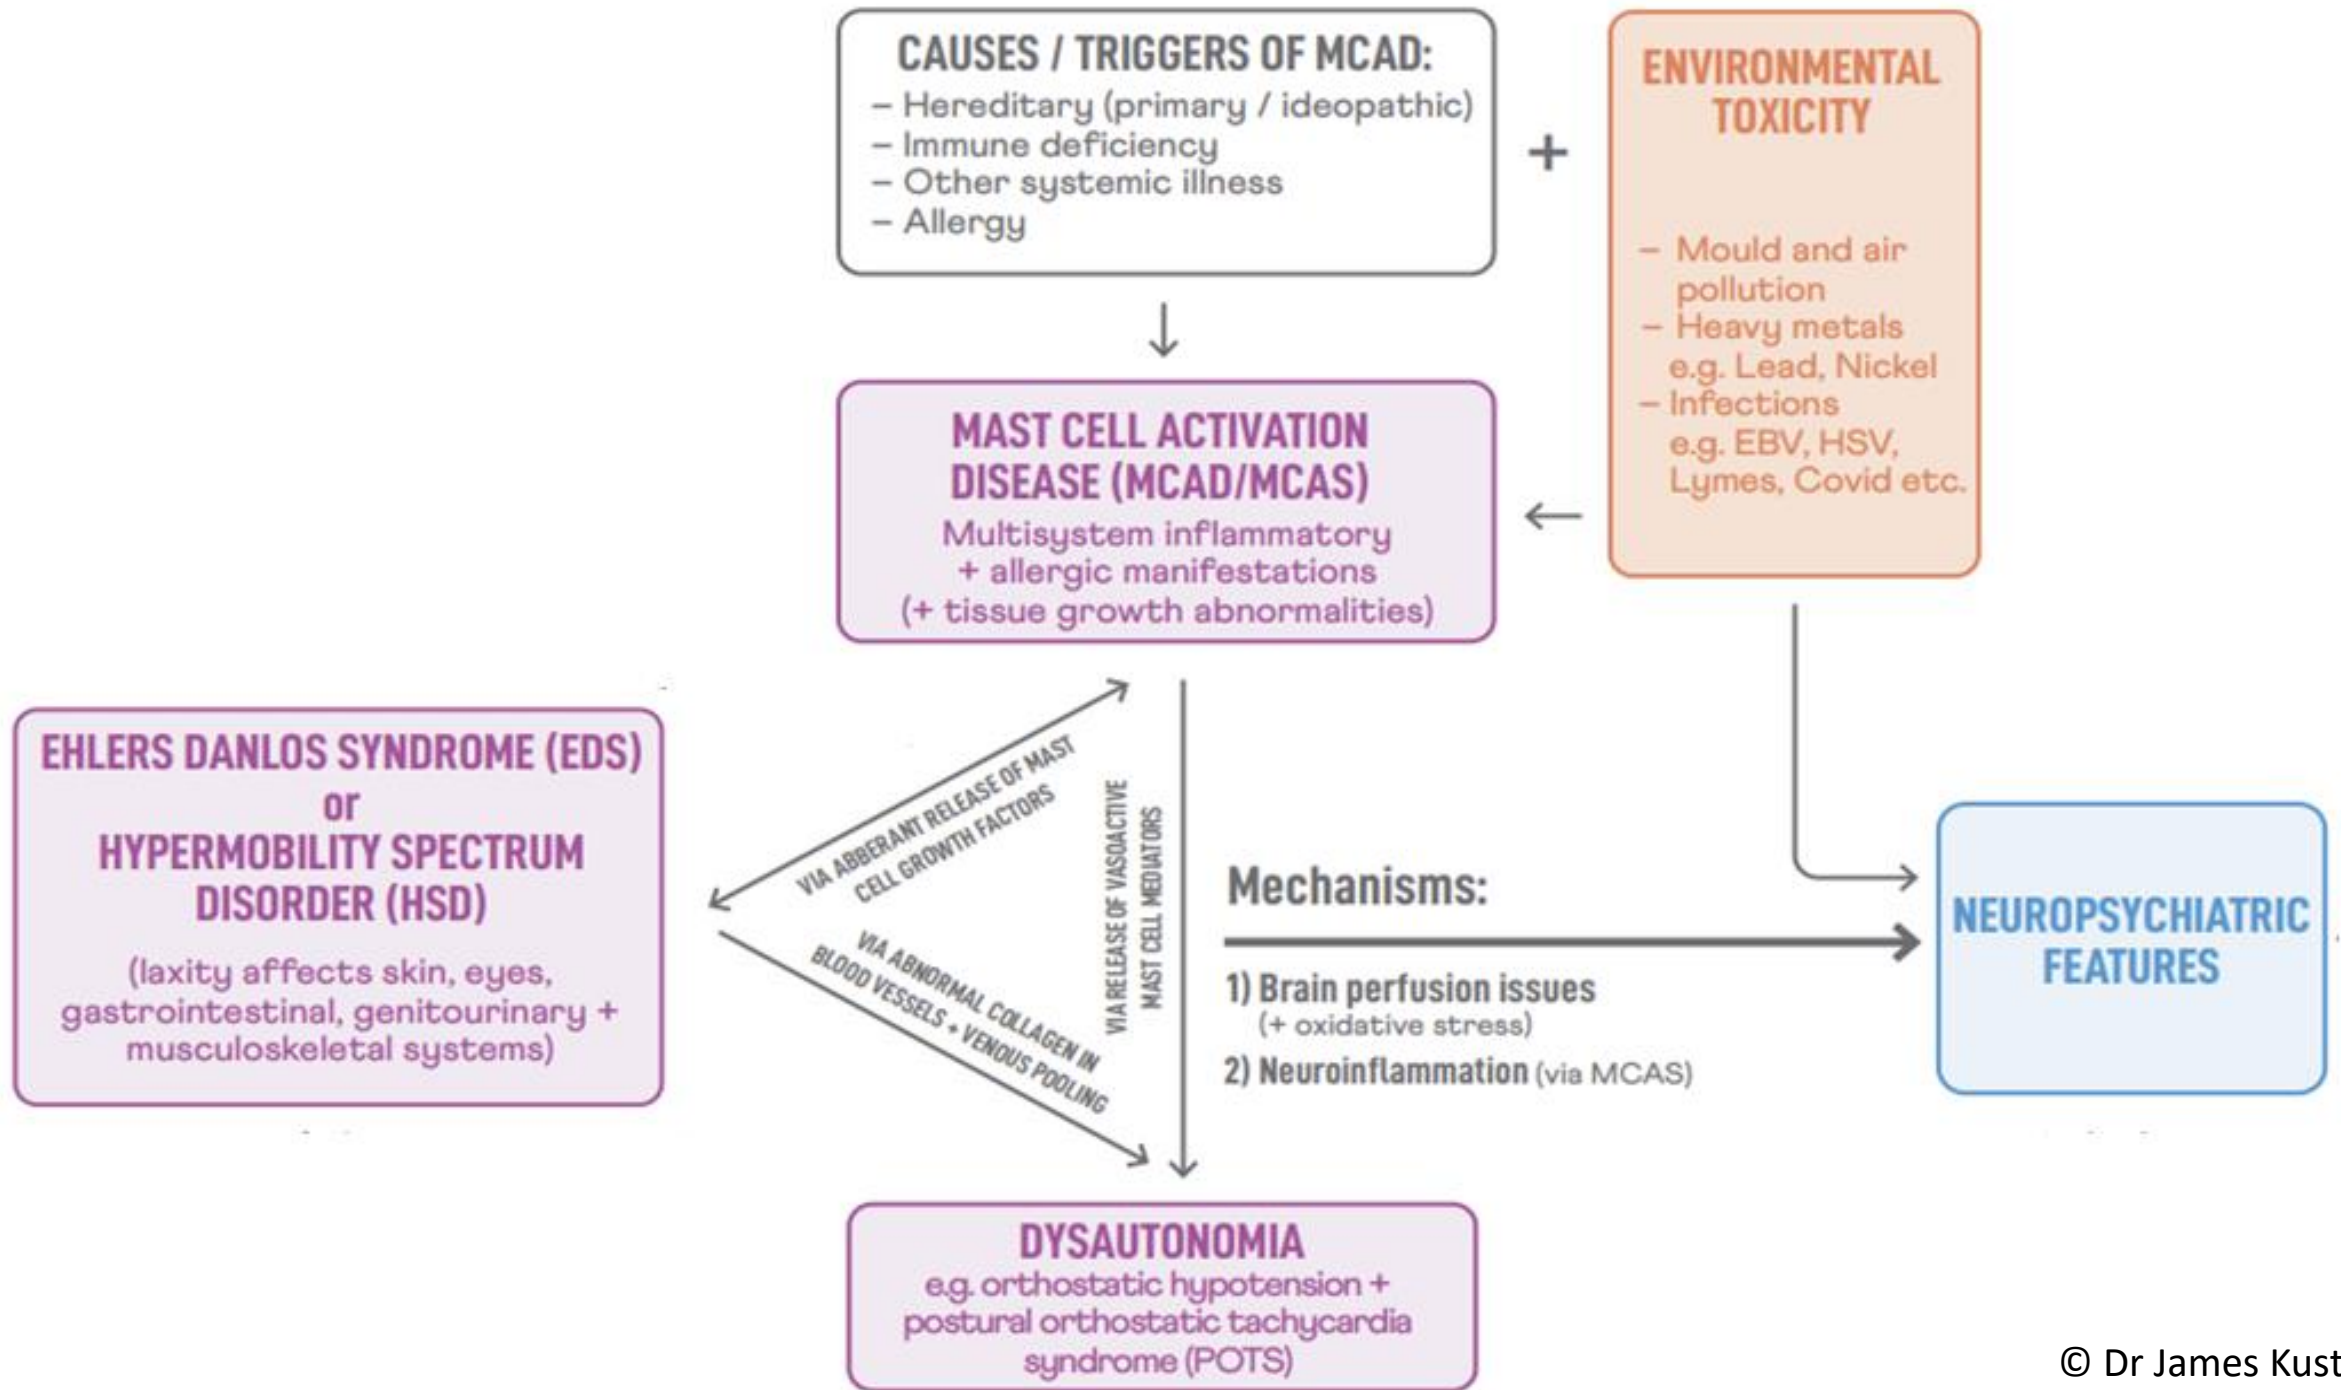 CAUSES / TRIGGERS OF MCAD:
– Hereditary (primary / ideopathic)
– Immune deficiency
– Other systemic illness
– Allergy
+
ENVIRONMENTAL
TOXICITY
– Mould and air
pollution
– Heavy metals
e.g. Lead, Nickel
– Infections
e.g. EBV, HSV,
Lymes, Covid etc.
MAST CELL ACTIVATION
DISEASE (MCAD/MCAS)
Multisystem inflammatory
+ allergic manifestations
(+ tissue growth abnormalities)
EHLERS DANLOS SYNDROME (EDS)
or
HYPERMOBILITY SPECTRUM
DISORDER (HSD)
(laxity affects skin, eyes,
gastrointestinal, genitourinary +
musculoskeletal systems)
VIA ABBERANT RELEASE OF MAST
CELL GROWTH FACTORS
VIA RELEASE OF VASOACTIVE
MAST CELL MEDIATORS
VIA ABNORMAL COLLAGEN IN
BLOOD VESSELS + VENOUS POOLING
Mechanisms:
1) Brain perfusion issues
(+ oxidative stress)
2) Neuroinflammation (via MCAS)
NEUROPSYCHIATRIC
FEATURES
DYSAUTONOMIA
e.g. orthostatic hypotension +
postural orthostatic tachycardia
syndrome (POTS)
© Dr James Kust